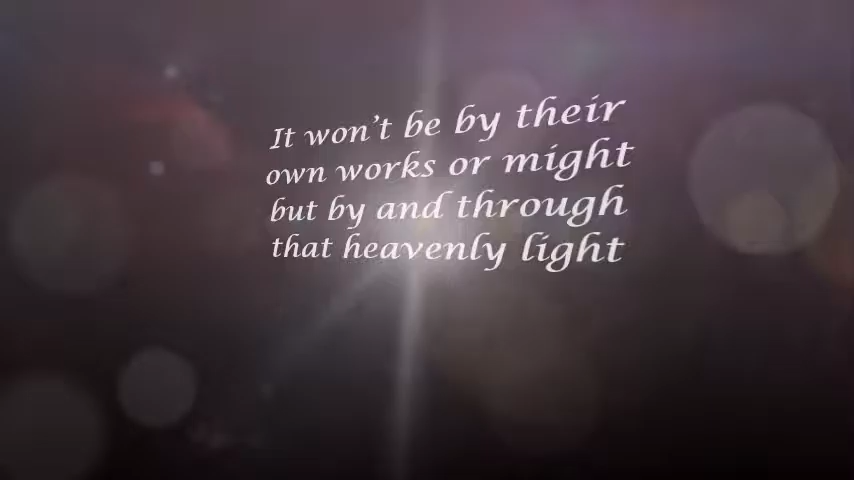 It won't be by their
own works or might
but by and through
that heavenly light